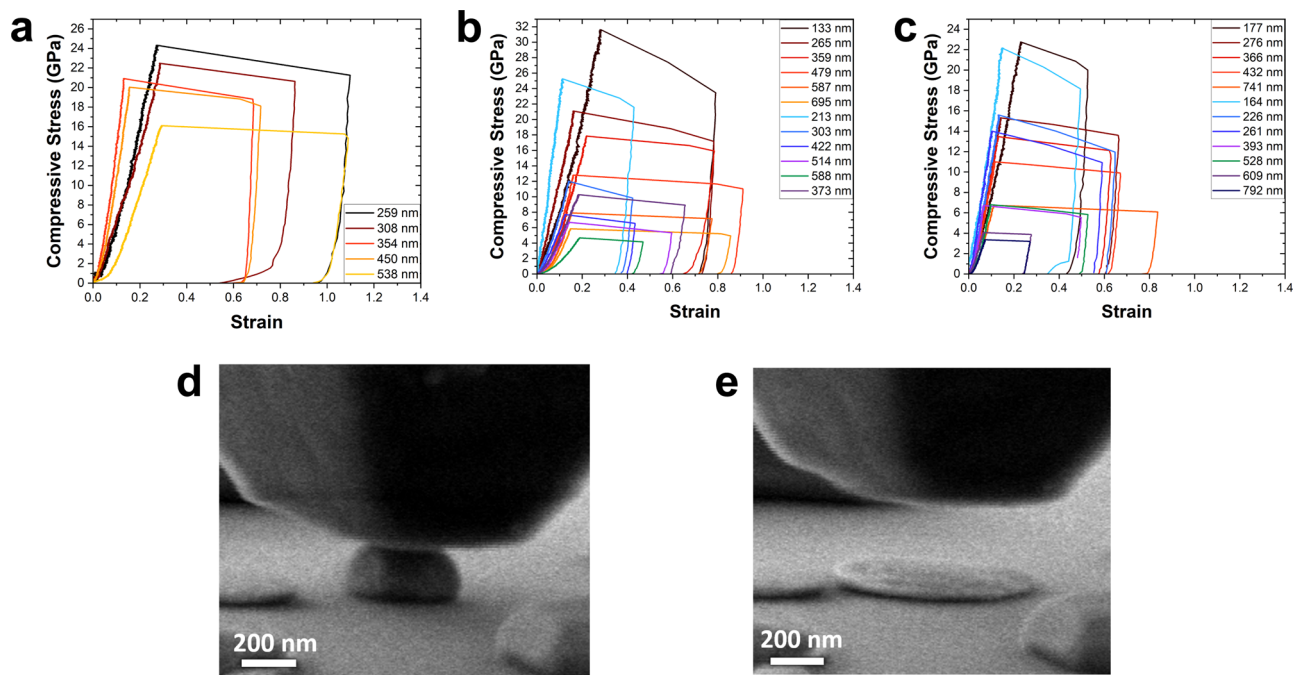 a
Compressive Stress (GPa)
26
24
22
20
18
16
14
12
10
8
6
4
2
0
0.0
0.2
0.4
0.6
0.8
1.0
1.2
1.4
Strain
259 nm
308 nm
354 nm
450 nm
538 nm
b
Compressive Stress (GPa)
32
30
28
26
24
22
20
18
16
14
12
10
8
6
4
2
0
0.0
0.2
0.4
0.6
0.8
1.0
1.2
1.4
Strain
133 nm
265 nm
359 nm
479 nm
587 nm
695 nm
213 nm
303 nm
422 nm
514 nm
588 nm
373 nm
c
Compressive Stress (GPa)
24
22
20
18
16
14
12
10
8
6
4
2
0
0.0
0.2
0.4
0.6
0.8
1.0
1.2
1.4
Strain
177 nm
276 nm
366 nm
432 nm
741 nm
164 nm
226 nm
261 nm
393 nm
528 nm
609 nm
792 nm
d
200 nm
e
200 nm